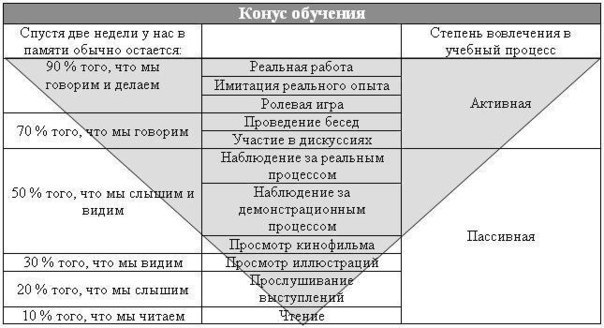 Конус обучения
Спустя две недели у нас в
памяти обычно остается:
Степень вовлечения в
учебный процесс
90 % того, что мы
говорим и делаем
Реальная работа
Имитация реального опыта
Ролевая игра
Активная
70 % того, что мы говорим
Проведение бесед
Участие в дискуссиях
50 % того, что мы слышим и
видим
Наблюдение за реальным
процессом
Наблюдение за
демонстрационным
процессом
Просмотр кинофильма
Пассивная
30 % того, что мы видим
Просмотр иллюстраций
20 % того, что мы слышим
Прослушивание
выступлений
10 % того, что мы читаем
Чтение